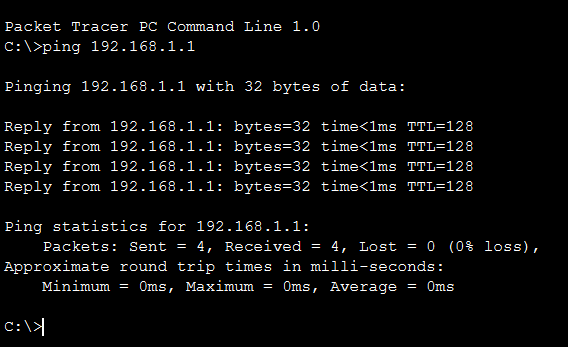 Packet Tracer PC Command Line 1.0
C:\>ping 192.168.1.1
Pinging 192.168.1.1 with 32 bytes of data:
Reply from 192.168.1.1: bytes=32 time<1ms TTL=128
Reply from 192.168.1.1: bytes=32 time<1ms TTL=128
Reply from 192.168.1.1: bytes=32 time<1ms TTL=128
Reply from 192.168.1.1: bytes=32 time<1ms TTL=128
Ping statistics for 192.168.1.1:
    Packets: Sent = 4, Received = 4, Lost = 0 (0% loss),
Approximate round trip times in milli-seconds:
    Minimum = 0ms, Maximum = 0ms, Average = 0ms
C:\>